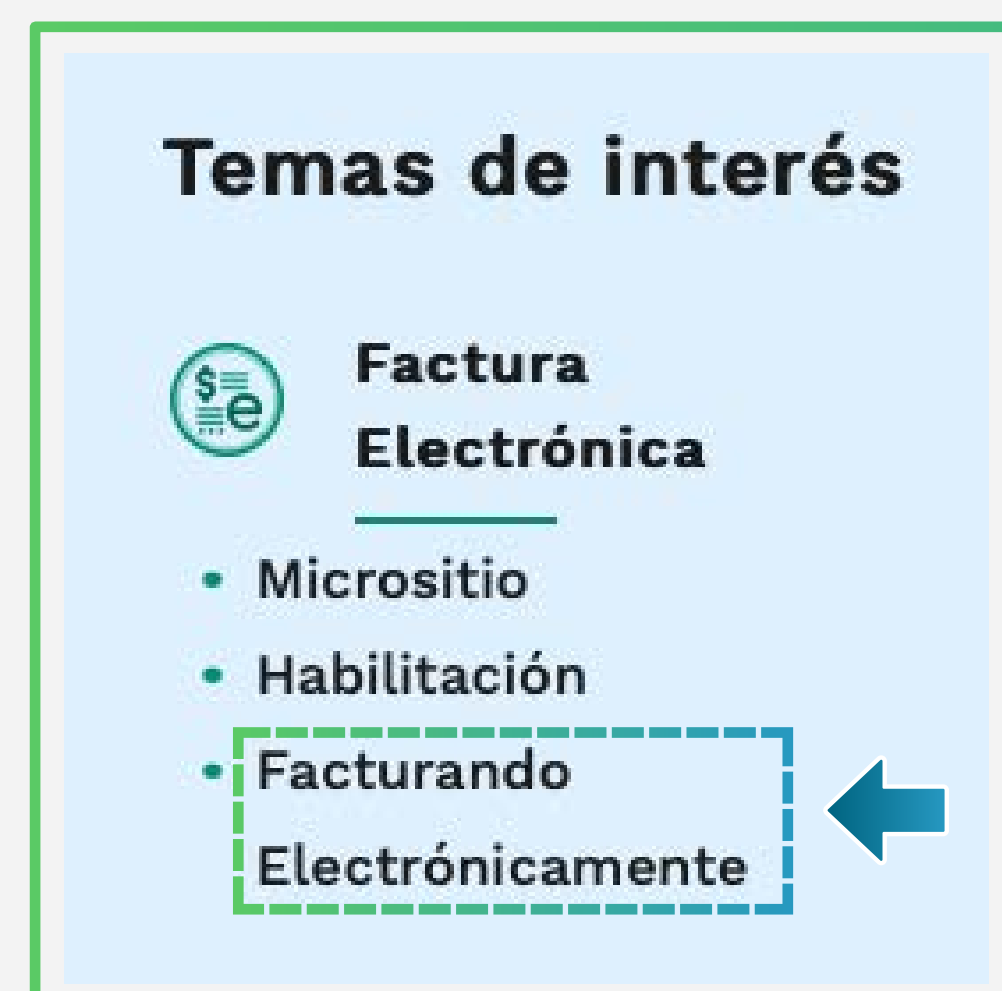 Temas de interés
$
e
Factura
Electrónica
• Micrositio
• Habilitación
• Facturando
Electrónicamente